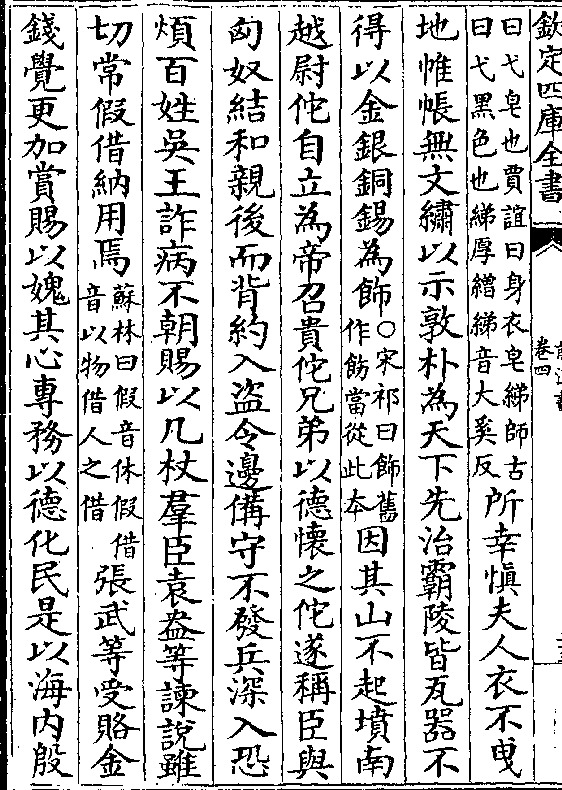 欽定四庫全書
卷四
曰弋皁也賈誼曰身衣皁綈師古
曰弋黑色也綈厚繒綈音大奚反
所幸慎夫人衣不曳
地帷帳無文繡以示敦朴為天下先治霸陵皆瓦器不
得以金銀銅錫為飾
○宋祁曰飾舊
作飭當從此本
因其山不起墳南
越尉佗自立為帝召貴佗兄弟以德懷之佗遂稱臣與
匈奴結和親後而背約入盜令邊備守不發兵深入恐
煩百姓吳王詐病不朝賜以几杖羣臣袁盎等諫說雖
切常假借納用焉
蘇林曰假音休假借
音以物借人之借
張武等受賂金
錢覺更加賞賜以媿其心專務以德化民是以海内殷